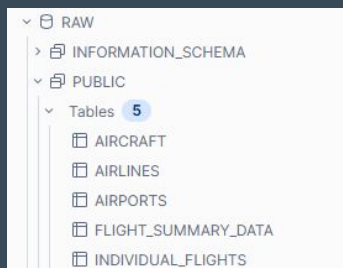 RAW
INFORMATION_SCHEMA
PUBLIC
Tables 5
AIRCRAFT
AIRLINES
AIRPORTS
FLIGHT_SUMMARY_DATA
INDIVIDUAL_FLIGHTS